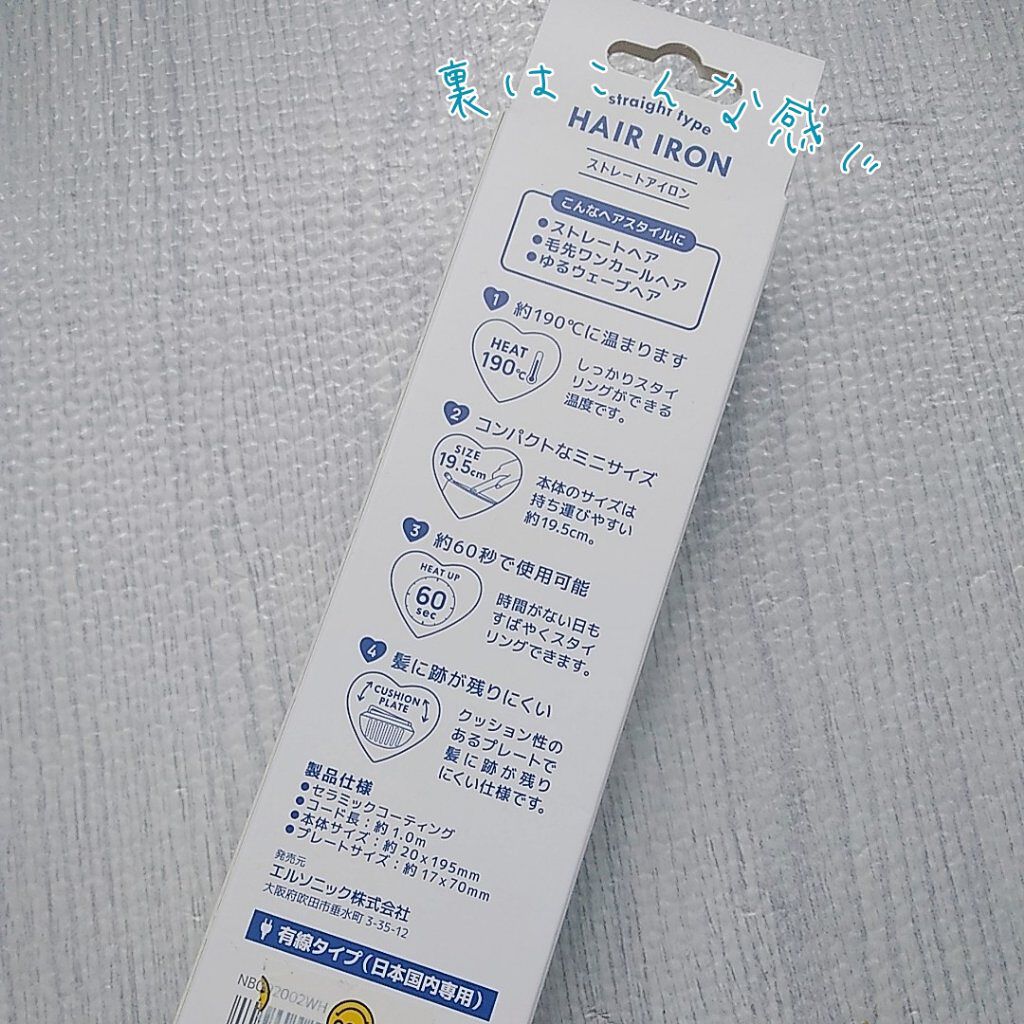 裏はこんな感じ
straight type
HAIR IRON
ストレートアイロン
こんなヘアスタイルに
●ストレートヘア
●毛先ワンカールヘア
●ゆるウェーブヘア
1 約190℃に温まります
HEAT
190℃
しっかりスタイ
リングができる
温度です。
2 コンパクトなミニサイズ
SIZE
19.5cm
本体のサイズは
持ち運びやすい
約19.5cm。
3 約60秒で使用可能
HEAT UP
60
sec
時間がない日も
すばやくスタイ
リングできます。
4 髪に跡が残りにくい
CUSHION
PLATE
クッション性の
あるプレートで
髪に跡が残り
にくい仕様です。
製品仕様
●セラミックコーティング
●コード長：約1.0m
●本体サイズ：約20×195mm
●プレートサイズ：約17×70mm
発売元
エルソニック株式会社
大阪府吹田市垂水町 3-35-12
有線タイプ（日本国内専用）